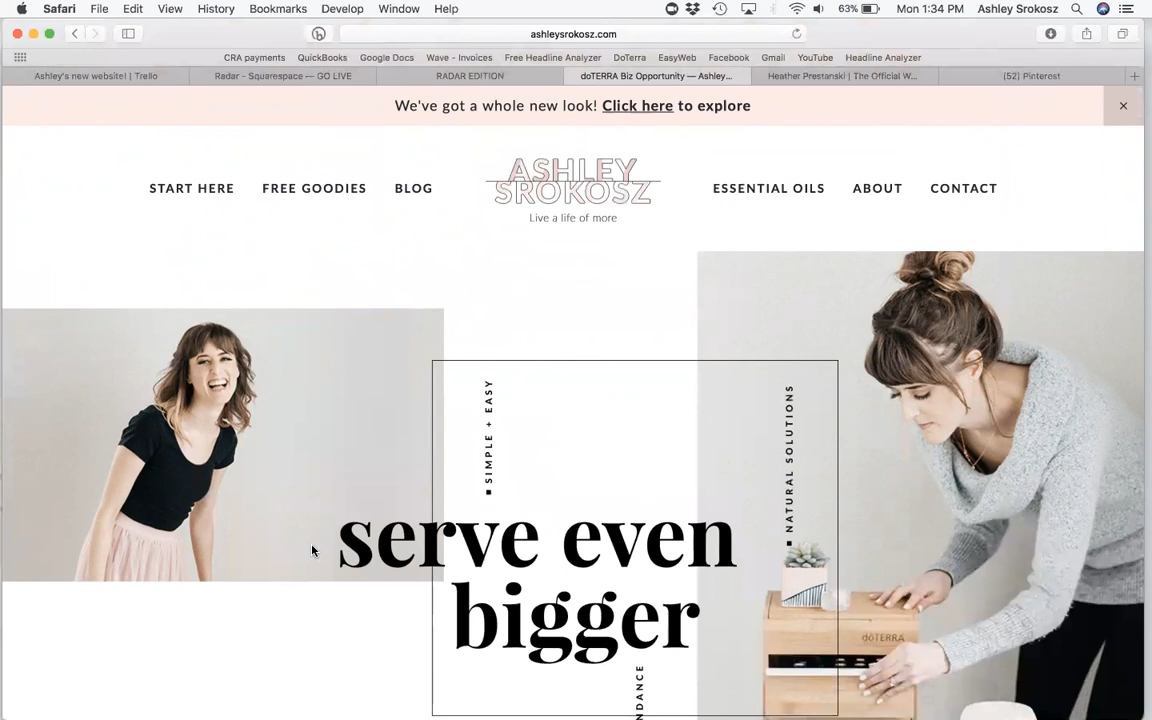 Safari File Edit View History Bookmarks Develop Window Help 63% Mon 1:34 PM Ashley Srokosz
ashleysrokosz.com
CRA payments QuickBooks Google Docs Wave - Invoices Free Headline Analyzer DoTerra EasyWeb Facebook Gmail YouTube Headline Analyzer
Ashley's new website! | Trello Radar - Squarespace — GO LIVE RADAR EDITION doTERRA Biz Opportunity — Ashley... Heather Prestanski | The Official W... (52) Pinterest
We've got a whole new look! Click here to explore
START HERE FREE GOODIES BLOG ASHLEY SROKOSZ ESSENTIAL OILS ABOUT CONTACT
Live a life of more
SIMPLE + EASY
NATURAL SOLUTIONS
serve even
bigger
dōTERRA